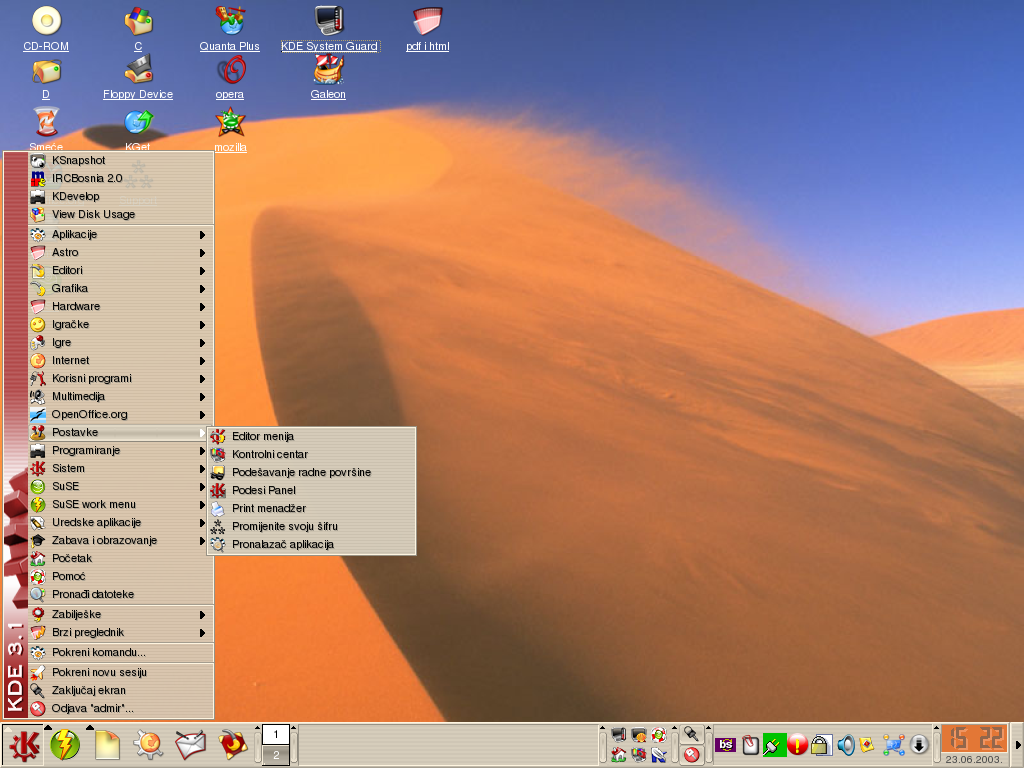 CD-ROM
C
Quanta Plus
KDE System Guard
pdf i html
D
Floppy Device
opera
Galeon
Smeće
KGet
mozilla
KSnapshot
IRCBosnia 2.0
KDevelop
View Disk Usage
Aplikacije
Astro
Editori
Grafika
Hardware
Igračke
Igre
Internet
Korisni programi
Multimedija
OpenOffice.org
Postavke
Programiranje
Sistem
SuSE
SuSE work menu
Uredske aplikacije
Zabava i obrazovanje
Početak
Pomoć
Pronađi datoteke
Zabilješke
Brzi preglednik
Pokreni komandu...
Pokreni novu sesiju
Zaključaj ekran
Odjava "admir"...
KDE 3.1
Editor menija
Kontrolni centar
Podešavanje radne površine
Podesi Panel
Print menadžer
Promijenite svoju šifru
Pronalazač aplikacija
1
2
bs
15 22
23.06.2003.